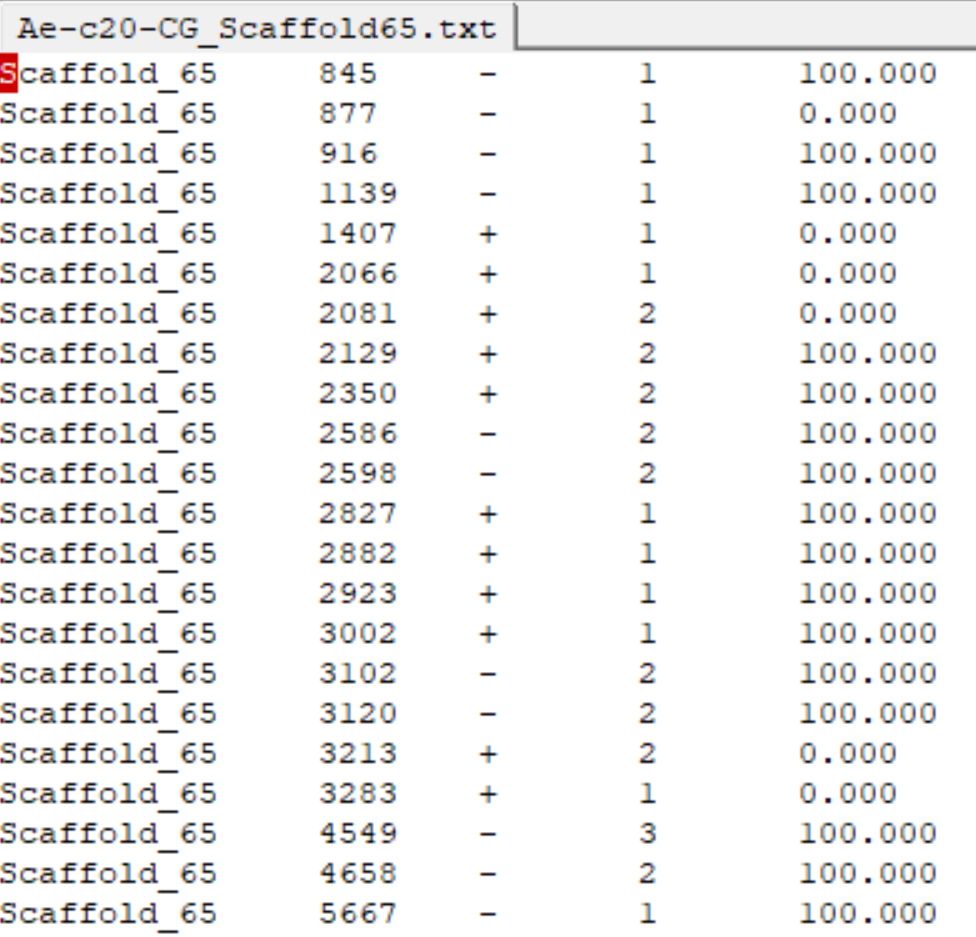 Ae-c20-CG_Scaffold65.txt
Scaffold_65 845 - 1 100.000
Scaffold_65 877 - 1 0.000
Scaffold_65 916 - 1 100.000
Scaffold_65 1139 - 1 100.000
Scaffold_65 1407 + 1 0.000
Scaffold_65 2066 + 1 0.000
Scaffold_65 2081 + 2 0.000
Scaffold_65 2129 + 2 100.000
Scaffold_65 2350 + 2 100.000
Scaffold_65 2586 - 2 100.000
Scaffold_65 2598 - 2 100.000
Scaffold_65 2827 + 1 100.000
Scaffold_65 2882 + 1 100.000
Scaffold_65 2923 + 1 100.000
Scaffold_65 3002 + 1 100.000
Scaffold_65 3102 - 2 100.000
Scaffold_65 3120 - 2 100.000
Scaffold_65 3213 + 2 0.000
Scaffold_65 3283 + 1 0.000
Scaffold_65 4549 - 3 100.000
Scaffold_65 4658 - 2 100.000
Scaffold_65 5667 - 1 100.000